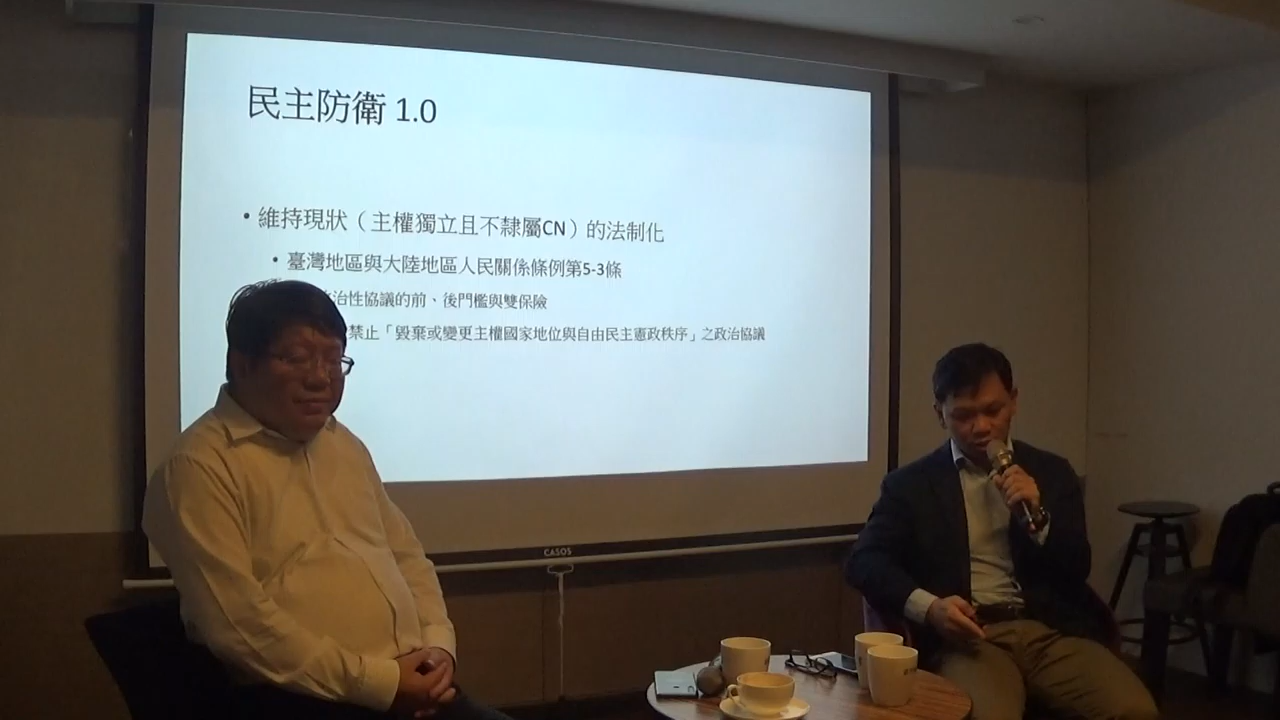 民主防衛 1.0
• 維持現狀（主權獨立且不隸屬CN）的法制化
• 臺灣地區與大陸地區人民關係條例第5-3條
治性協議的前、後門檻與雙保險
禁止「毀棄或變更主權國家地位與自由民主憲政秩序」之政治協議
CASOS